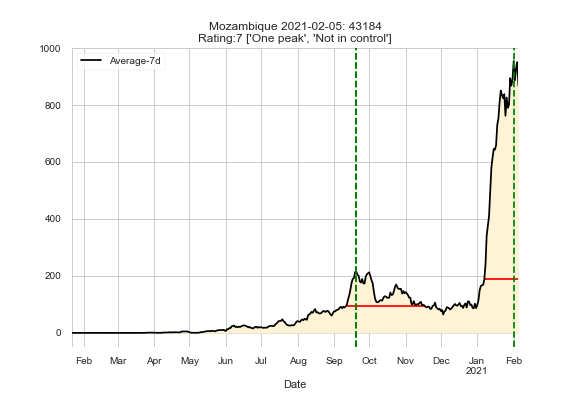 Mozambique 2021-02-05: 43184
Rating:7 ['One peak', 'Not in control']
Average-7d
1000
800
600
400
200
0
Feb Mar Apr May Jun Jul Aug Sep Oct Nov Dec Jan Feb
2021
Date